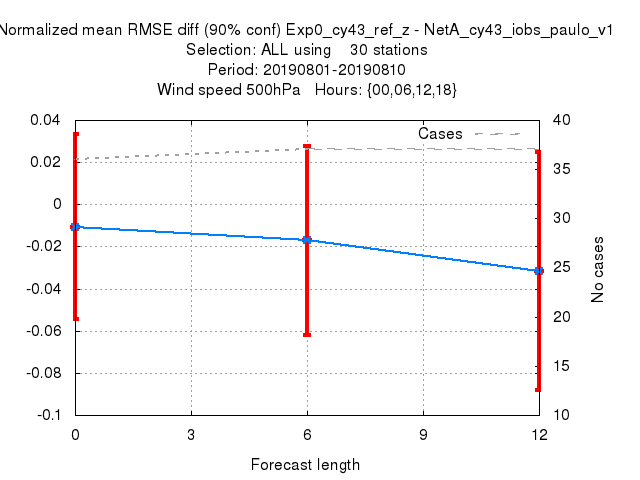 Normalized mean RMSE diff (90% conf) Exp0_cy43_ref_z - NetA_cy43_iobs_paulo_v1
Selection: ALL using    30 stations
Period: 20190801-20190810
Wind speed 500hPa   Hours: {00,06,12,18}
Cases
0.04
0.02
0
-0.02
-0.04
-0.06
-0.08
-0.1
40
35
30
25
20
15
10
No cases
0
3
6
9
12
Forecast length